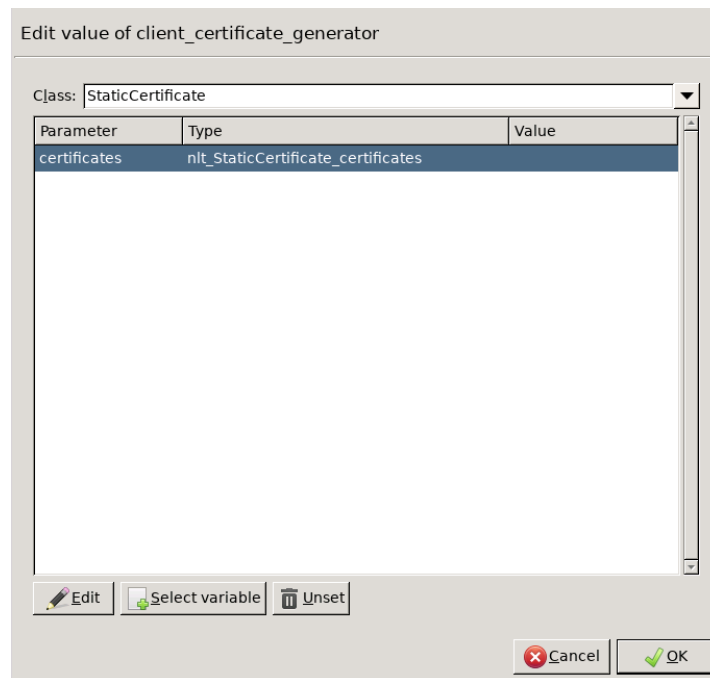 Edit value of client_certificate_generator
Class: StaticCertificate
Parameter Type Value
certificates nlt_StaticCertificate_certificates
Edit Select variable Unset
Cancel OK